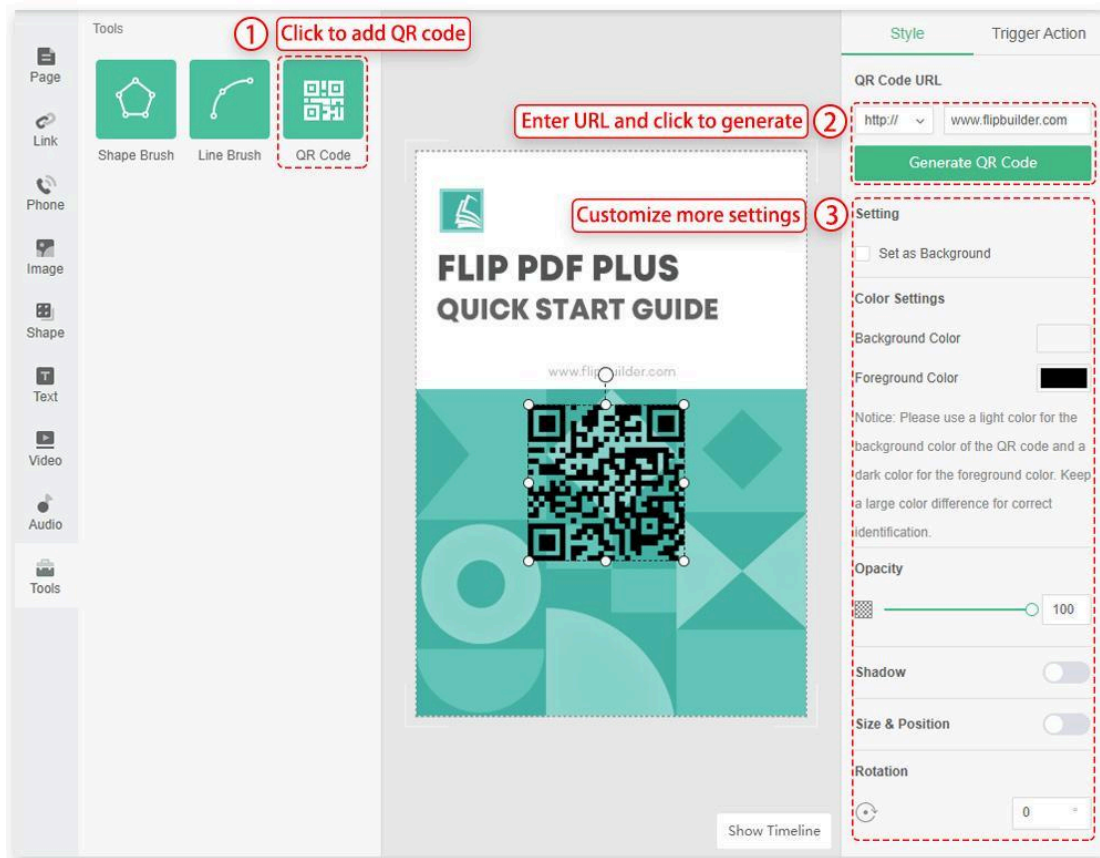 Tools
1 Click to add QR code
Page
Link
Phone
Image
Shape
Text
Video
Audio
Tools
Shape Brush
Line Brush
QR Code
FLIP PDF PLUS
QUICK START GUIDE
www.flip uilder.com
Enter URL and click to generate 2
Customize more settings 3
Show Timeline
Style
Trigger Action
QR Code URL
http://
www.flipbuilder.com
Generate QR Code
Setting
Set as Background
Color Settings
Background Color
Foreground Color
Notice: Please use a light color for the
background color of the QR code and a
dark color for the foreground color. Keep
a large color difference for correct
identification.
Opacity
100
Shadow
Size & Position
Rotation
0 °